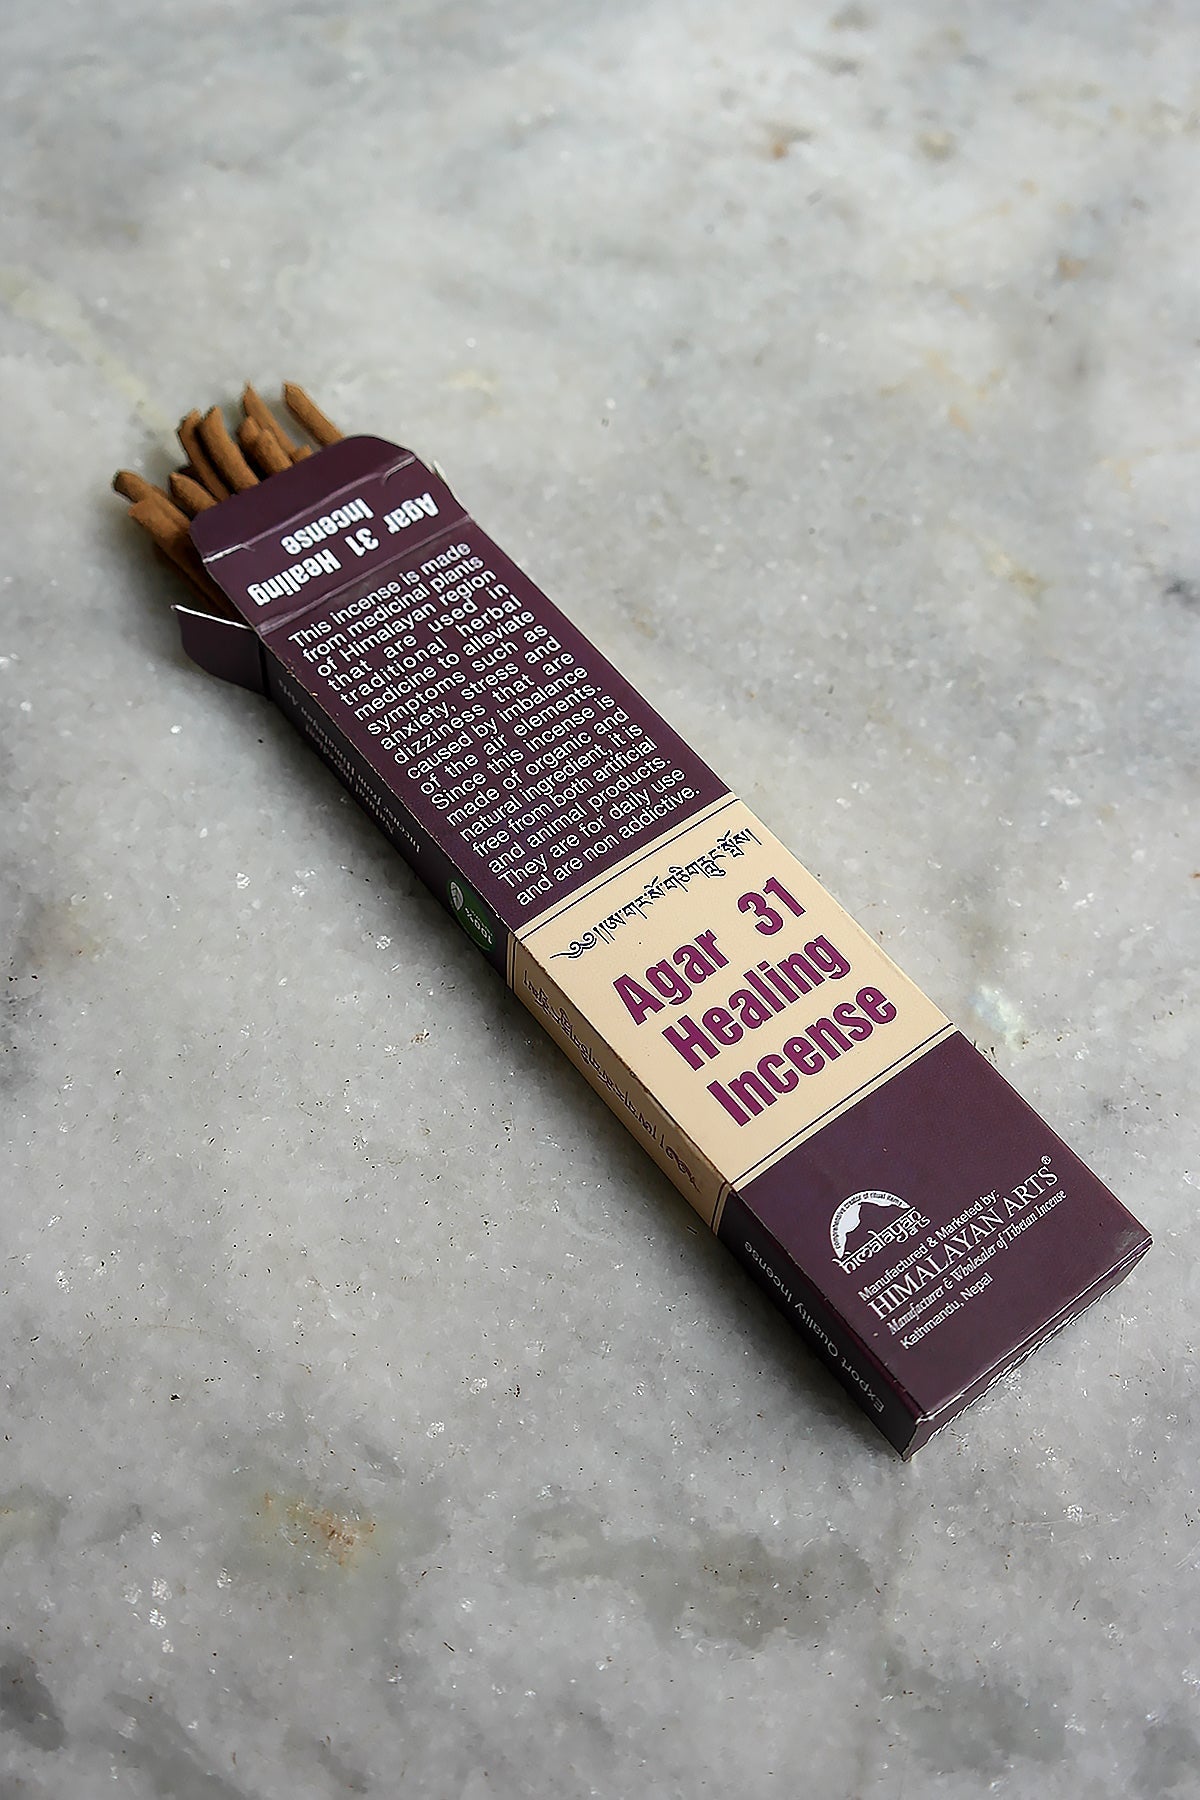 Agar 31 Healing
Incense
This incense is made
from medicinal plants
of Himalayan region
that are used in
traditional herbal
medicine to alleviate
symptoms such as
anxiety, stress and
dizziness that are
caused by imbalance
of the air elements.
Since this incense is
made of organic and
natural ingredient, it is
free from both artificial
and animal products.
They are for daily use
and are non addictive.
Agar 31
Healing
Incense
himalayan
arts
Manufactured & Marketed by:
HIMALAYAN ARTS®
Manufacturer & Wholesaler of Tibetan Incense
Kathmandu, Nepal
100%
Export Quality Incense